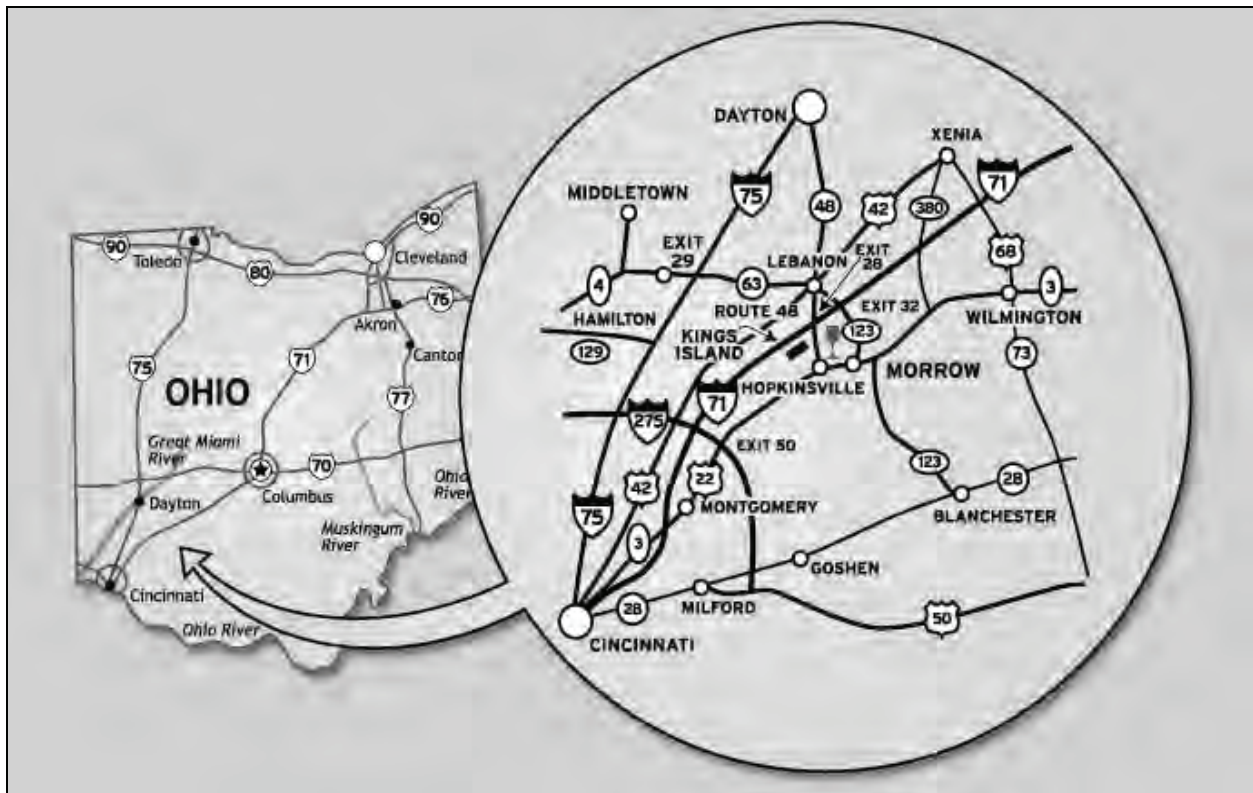 90
Toledo
80
90
Cleveland
76
Akron
Canton
75
71
77
OHIO
Great Miami
River
70
Columbus
Dayton
Muskingum
River
Ohio
River
Cincinnati
Ohio River
DAYTON
XENIA
71
75
MIDDLETOWN
48
42
380
EXIT
29
LEBANON
EXIT
28
68
4
63
ROUTE 48
EXIT 32
3
HAMILTON
WILMINGTON
129
KINGS
ISLAND
123
73
HOPKINSVILLE
MORROW
71
275
EXIT 50
123
28
42
22
MONTGOMERY
BLANCHESTER
75
3
GOSHEN
28
MILFORD
50
CINCINNATI